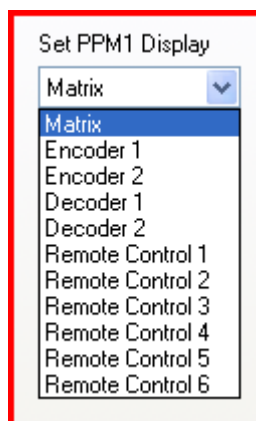 Set PPM1 Display
Matrix
Matrix
Encoder 1
Encoder 2
Decoder 1
Decoder 2
Remote Control 1
Remote Control 2
Remote Control 3
Remote Control 4
Remote Control 5
Remote Control 6